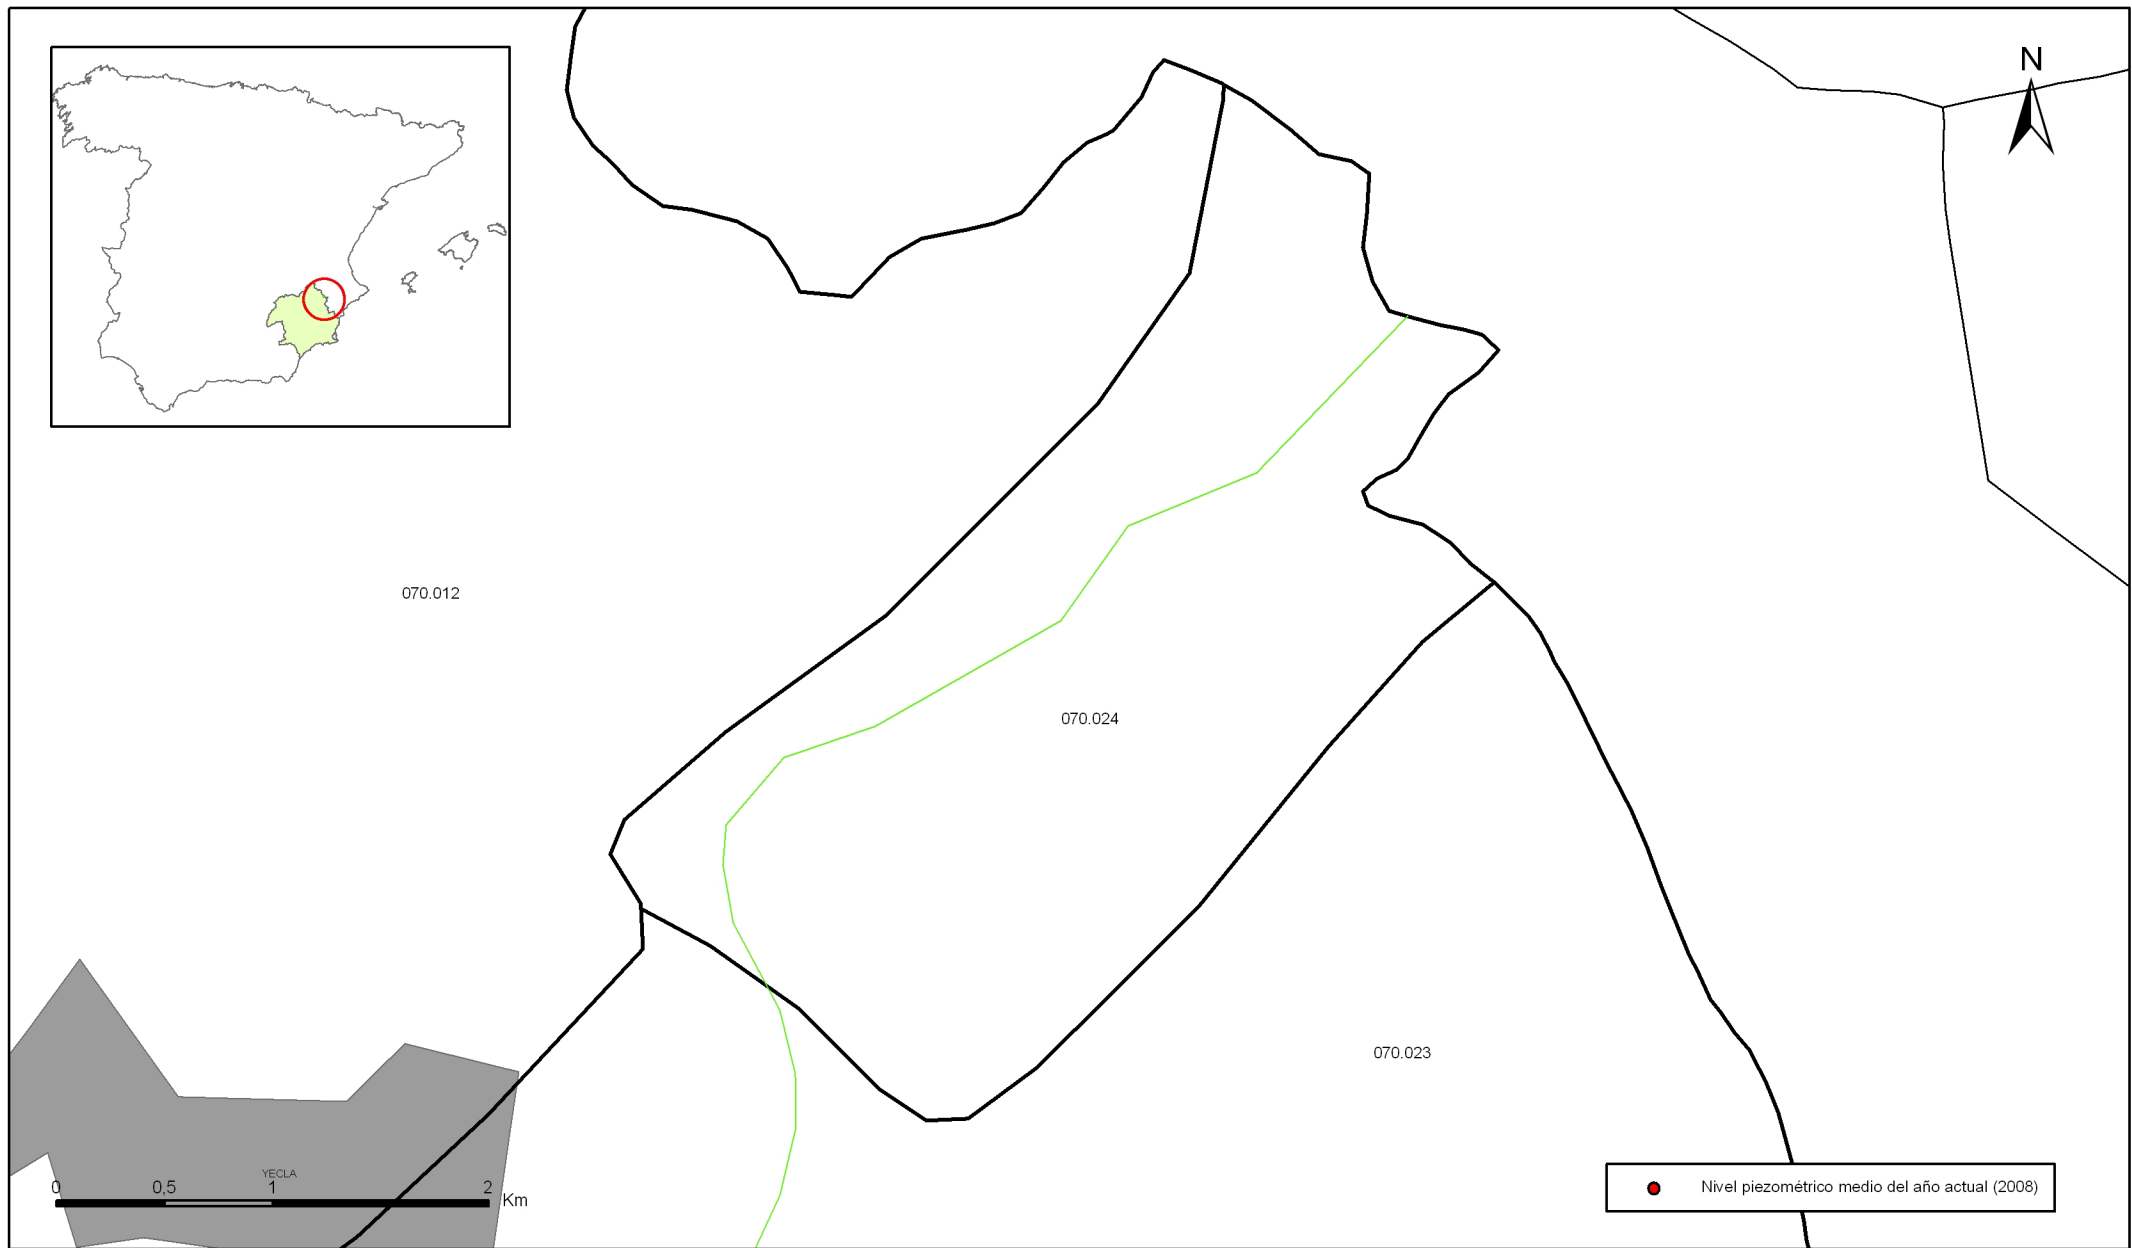 N
070.012
070.024
070.023
YECLA
0 0,5 1 2 Km
Nivel piezométrico medio del año actual (2008)